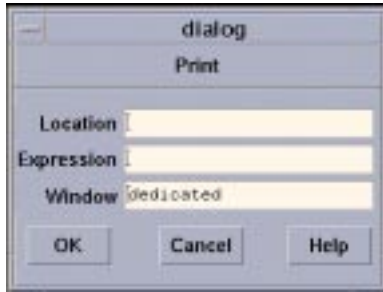 dialog
Print
Location
Expression
Window dedicated
OK Cancel Help